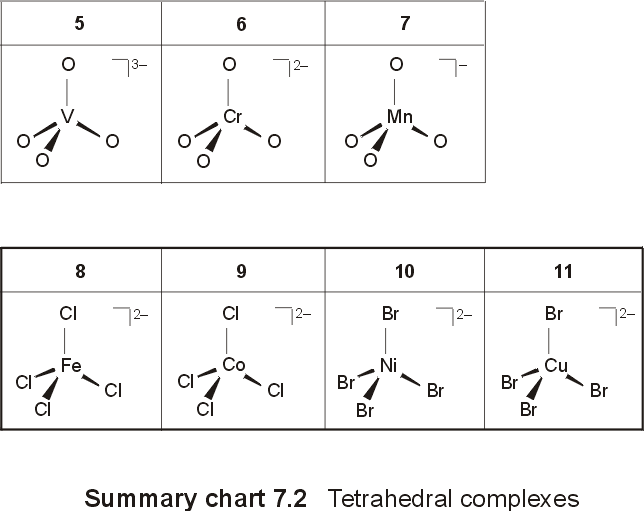 5 6 7
O 3– O 2– O –
V Cr Mn
O O O O O O
O O O
8 9 10 11
Cl 2– Cl 2– Br 2– Br 2–
Fe Co Ni Cu
Cl Cl Cl Cl Br Br Br Br
Cl Cl Br Br
Summary chart 7.2 Tetrahedral complexes